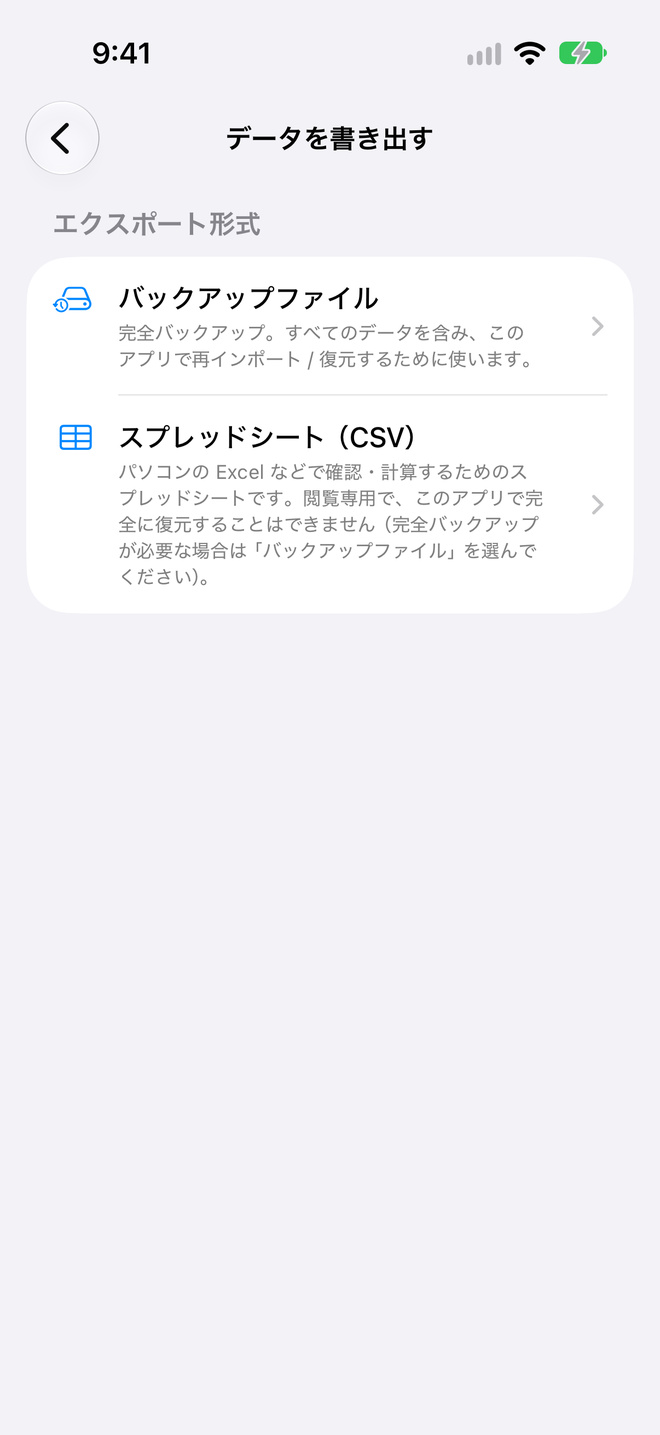 9:41
データを書き出す
エクスポート形式
バックアップファイル
完全バックアップ。すべてのデータを含み、この
アプリで再インポート / 復元するために使います。
スプレッドシート（CSV）
パソコンの Excel などで確認・計算するためのス
プレッドシートです。閲覧専用で、このアプリで完
全に復元することはできません（完全バックアップ
が必要な場合は「バックアップファイル」を選んで
ください）。